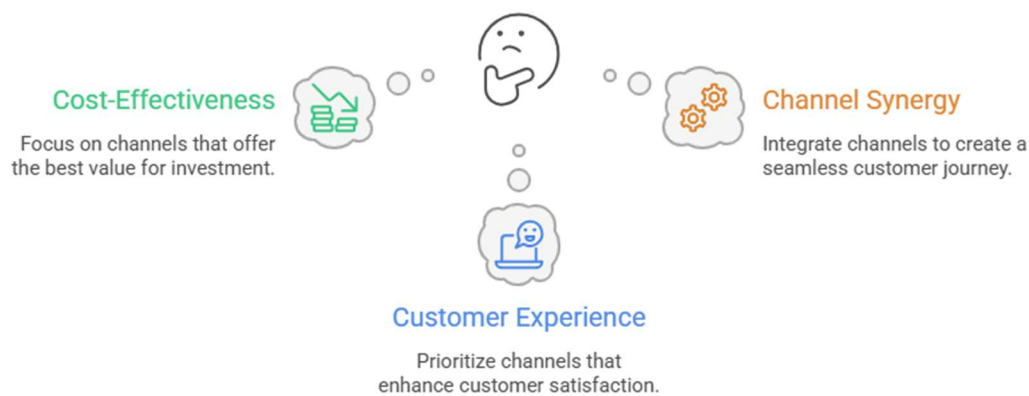 Cost-Effectiveness
Focus on channels that offer
the best value for investment.
Channel Synergy
Integrate channels to create a
seamless customer journey.
Customer Experience
Prioritize channels that
enhance customer satisfaction.